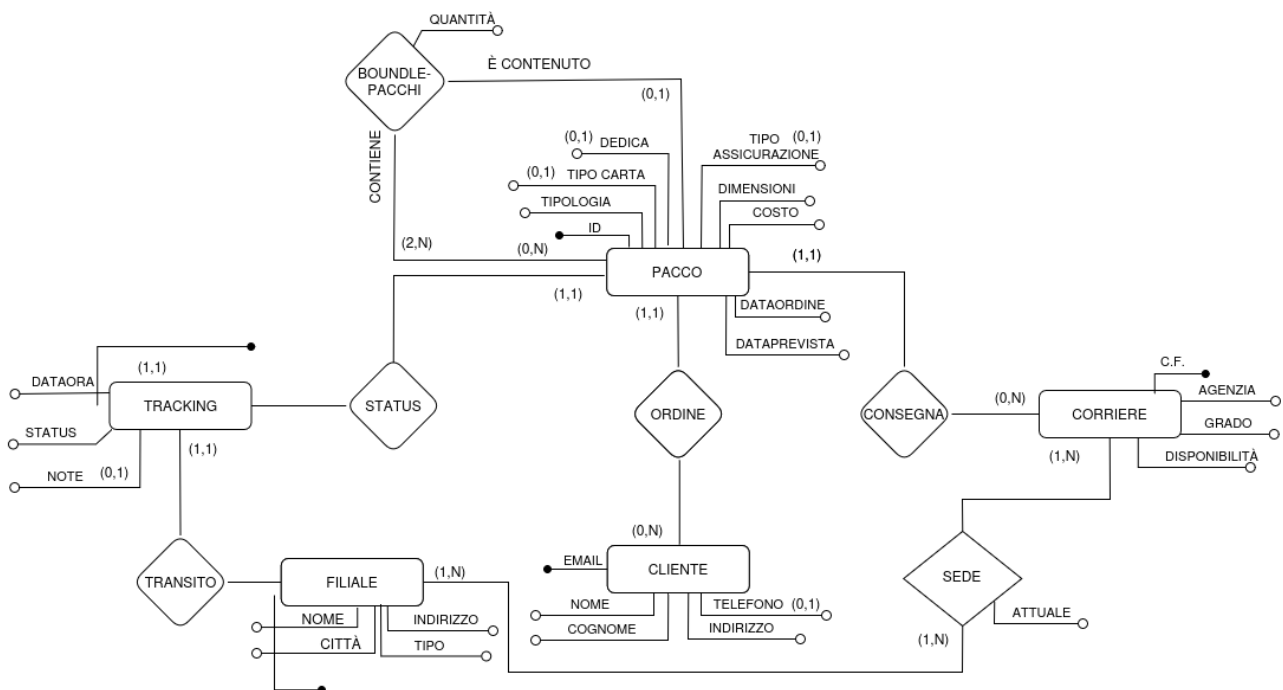 QUANTITÀ
BOUNDLE-
PACCHI
È CONTENUTO
(0,1)
CONTIENE
(0,1)
DEDICA
TIPO (0,1)
ASSICURAZIONE
(0,1) TIPO CARTA
DIMENSIONI
TIPOLOGIA
COSTO
ID
(2,N)
(0,N)
(1,1)
PACCO
(1,1)
(1,1)
DATAORDINE
DATAPREVISTA
(1,1)
C.F.
DATAORA
TRACKING
STATUS
ORDINE
CONSEGNA
(0,N)
CORRIERE
AGENZIA
GRADO
STATUS
(1,1)
(1,N)
DISPONIBILITÀ
NOTE (0,1)
(0,N)
EMAIL
CLIENTE
TRANSITO
FILIALE
(1,N)
SEDE
NOME
TELEFONO (0,1)
ATTUALE
NOME
INDIRIZZO
COGNOME
INDIRIZZO
(1,N)
CITTÀ
TIPO